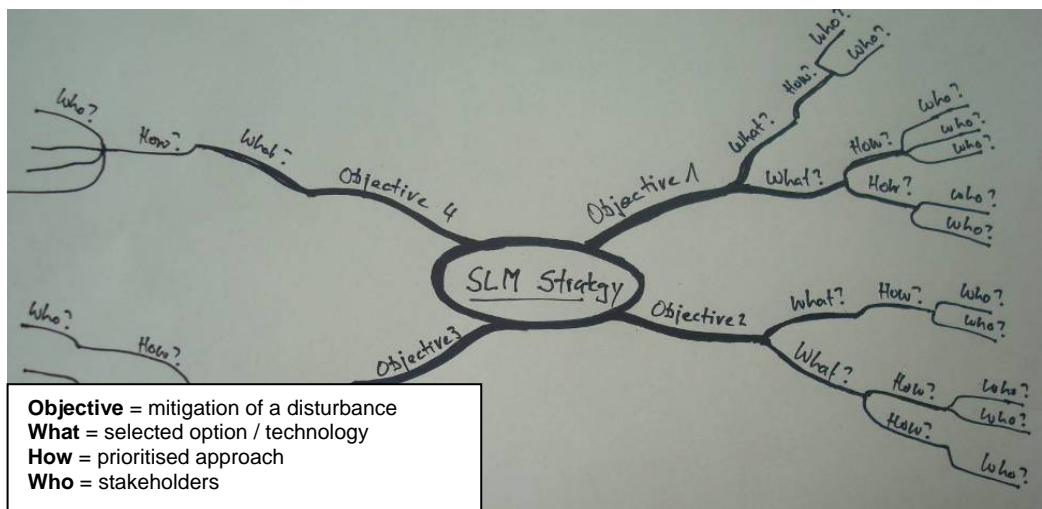 SLM Strategy
Objective 1
What?
How?
Who?
Who?
What?
How?
Who?
Who?
Who?
How?
Who?
Who?
Objective 2
What?
How?
Who?
Who?
What?
How?
Who?
Who?
How?
Who?
Objective 3
How?
Who?
Objective 4
What?
How?
Who?
Objective = mitigation of a disturbance
What = selected option / technology
How = prioritised approach
Who = stakeholders